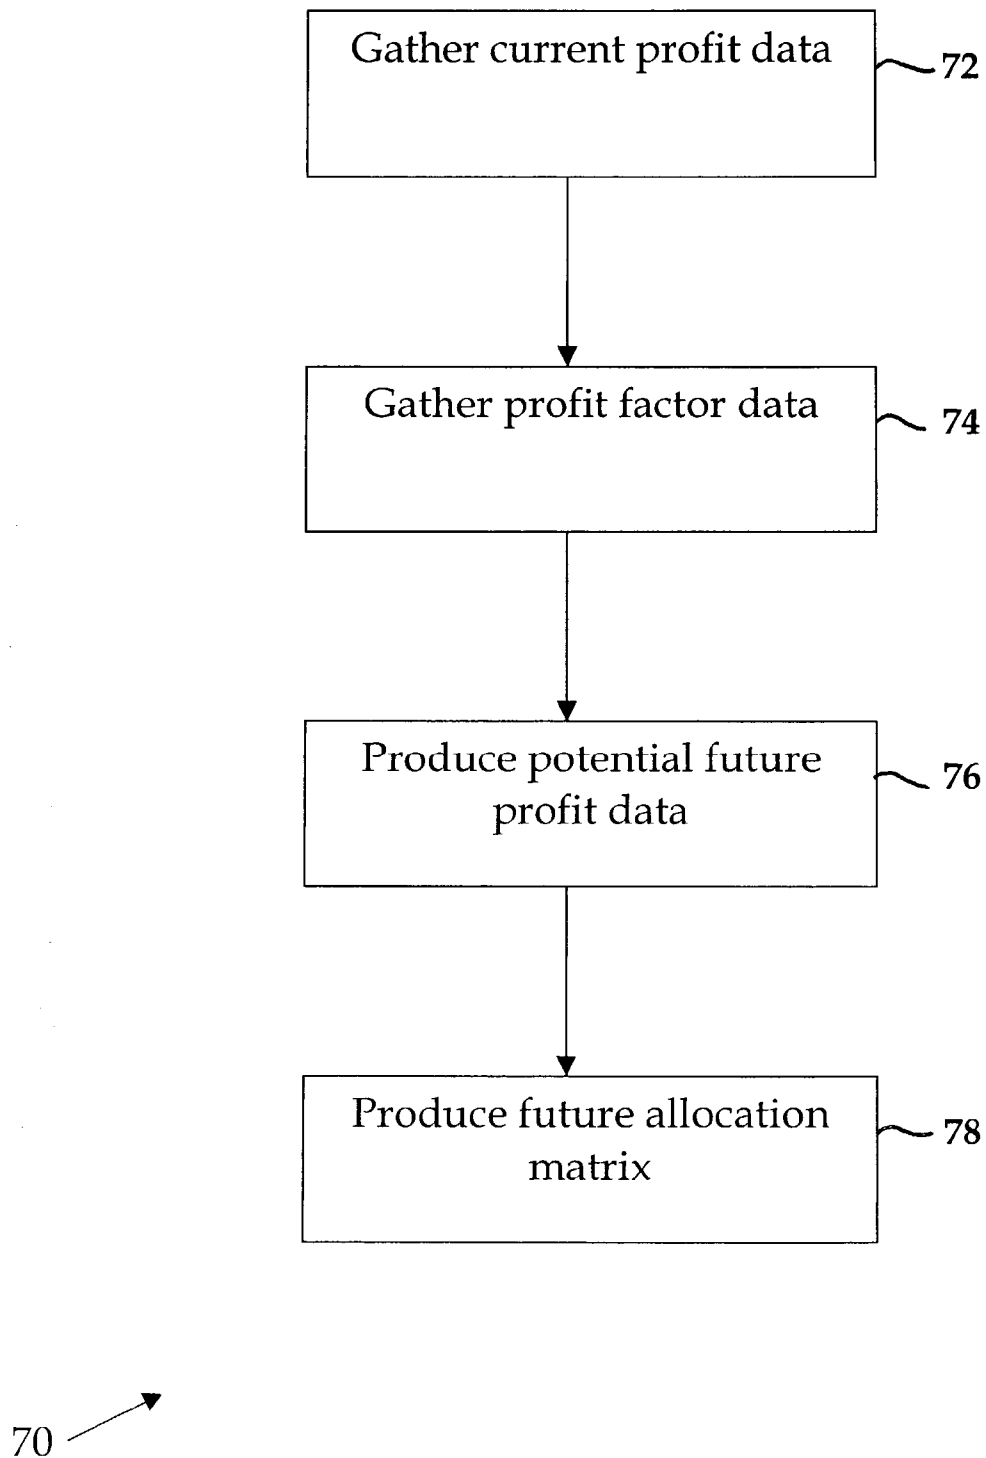 Gather current profit data
72
Gather profit factor data
74
Produce potential future
profit data
76
Produce future allocation
matrix
78
70